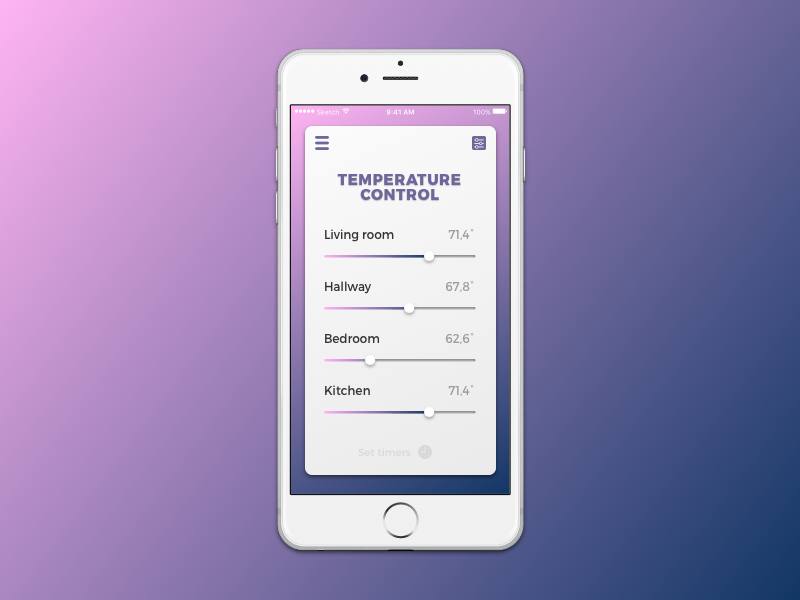 Sketch 9:41 AM 100%
TEMPERATURE
CONTROL
Living room 71,4°
Hallway 67,8°
Bedroom 62,6°
Kitchen 71,4°
Set timers